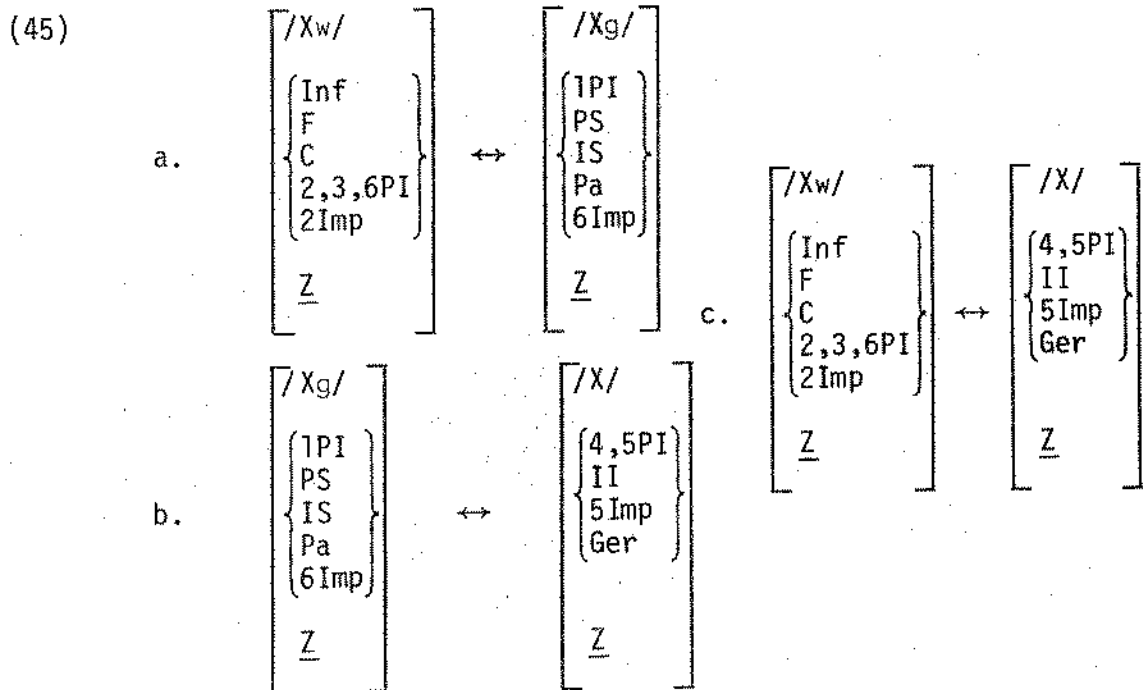 (45)
a.
/Xw/
Inf
F
C
2,3,6PI
2Imp
Z
↔
/Xg/
1PI
PS
IS
Pa
6Imp
Z
b.
/Xg/
1PI
PS
IS
Pa
6Imp
Z
↔
/X/
4,5PI
II
5Imp
Ger
Z
c.
/Xw/
Inf
F
C
2,3,6PI
2Imp
Z
↔
/X/
4,5PI
II
5Imp
Ger
Z